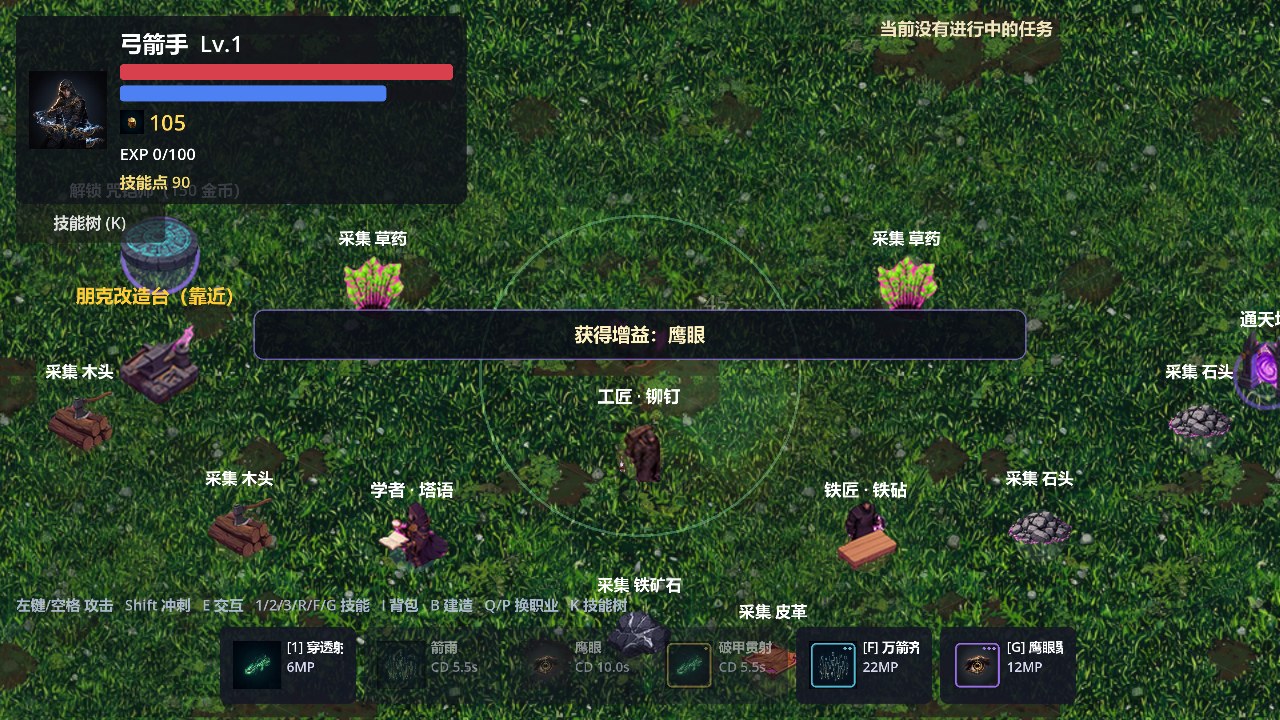 弓箭手 Lv.1
105
EXP 0/100
技能点 90
技能树 (K)
当前没有进行中的任务
采集 草药
采集 草药
朋克改造台（靠近）
获得增益：鹰眼
采集 木头
采集 石头
工匠 · 铆钉
采集 木头
学者 · 塔语
铁匠 · 铁砧
采集 石头
采集 铁矿石
采集 皮革
左键/空格 攻击 Shift 冲刺 E 交互 1/2/3/R/F/G 技能 I 背包 B 建造 Q/P 换职业 K 技能树
[1] 穿透射
6MP
箭雨
CD 5.5s
鹰眼
CD 10.0s
破甲贯射
CD 5.5s
[F] 万箭齐
22MP
[G] 鹰眼
12MP